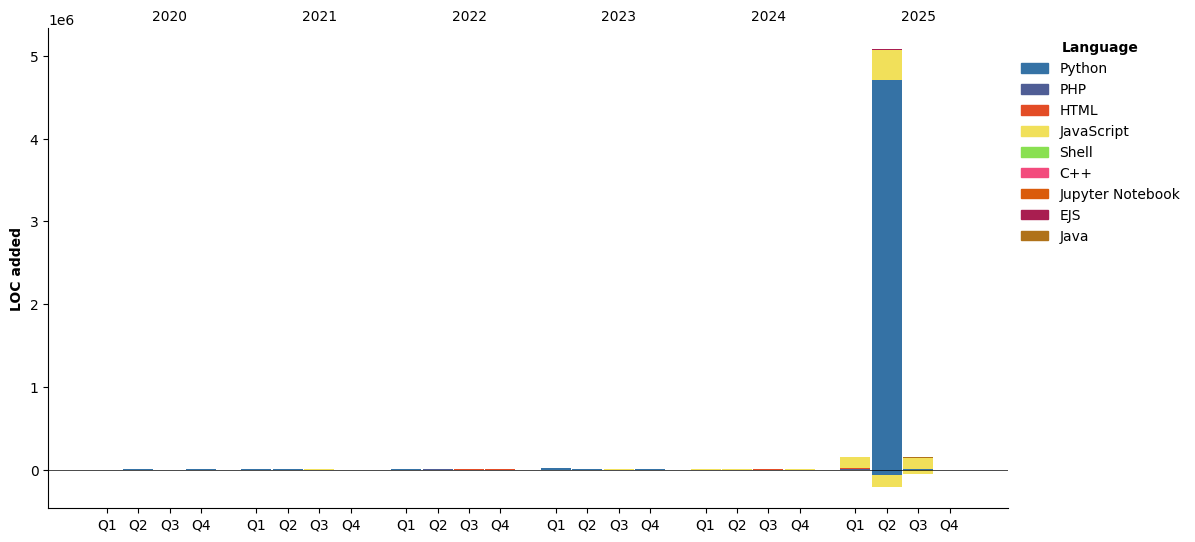 1e6
2020 2021 2022 2023 2024 2025
5
4
3
2
1
0
LOC added
Q1 Q2 Q3 Q4 Q1 Q2 Q3 Q4 Q1 Q2 Q3 Q4 Q1 Q2 Q3 Q4 Q1 Q2 Q3 Q4 Q1 Q2 Q3 Q4
Language
Python
PHP
HTML
JavaScript
Shell
C++
Jupyter Notebook
EJS
Java